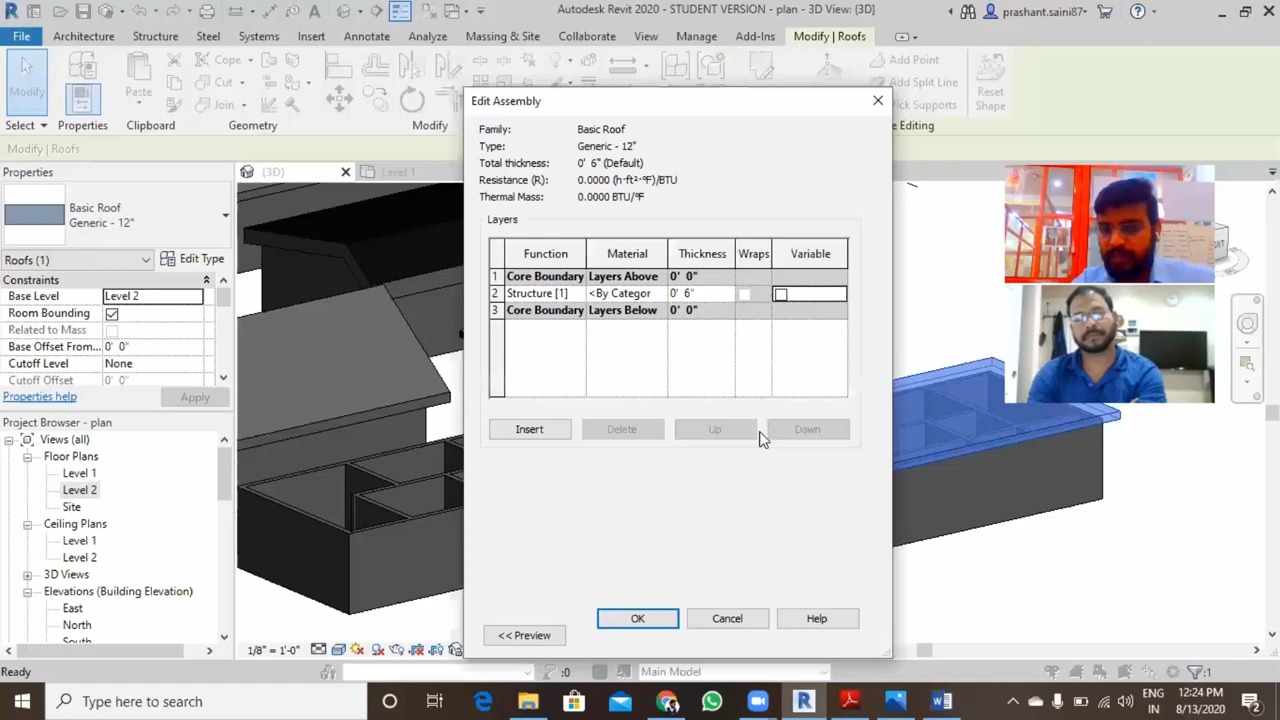 Autodesk Revit 2020 - STUDENT VERSION - plan - 3D View: {3D}
prashant.saini87
File
Architecture
Structure
Steel
Systems
Insert
Annotate
Analyze
Massing & Site
Collaborate
View
Manage
Add-Ins
Modify | Roofs
Modify
Properties
Paste
Cope
Cut
Join
Add Point
Add Split Line
Pick Supports
Reset
Shape
Select
Properties
Clipboard
Geometry
Modify
Editing
Modify | Roofs
Properties
{3D}
Level 1
Basic Roof
Generic - 12"
Roofs (1)
Edit Type
Constraints
Base Level Level 2
Room Bounding
Related to Mass
Base Offset From... 0' 0"
Cutoff Level None
Cutoff Offset 0' 0"
Properties help
Apply
Project Browser - plan
Views (all)
Floor Plans
Level 1
Level 2
Site
Ceiling Plans
Level 1
Level 2
3D Views
Elevations (Building Elevation)
East
North
South
Edit Assembly
Family: Basic Roof
Type: Generic - 12"
Total thickness: 0' 6" (Default)
Resistance (R): 0.0000 (h·ft²·°F)/BTU
Thermal Mass: 0.0000 BTU/°F
Layers
Function Material Thickness Wraps Variable
1 Core Boundary Layers Above 0' 0"
2 Structure [1] <By Categor 0' 6"
3 Core Boundary Layers Below 0' 0"
Insert
Delete
Up
Down
OK
Cancel
Help
<< Preview
1/8" = 1'-0"
Ready
:0
Main Model
:1
Type here to search
ENG
IN
12:24 PM
8/13/2020
2